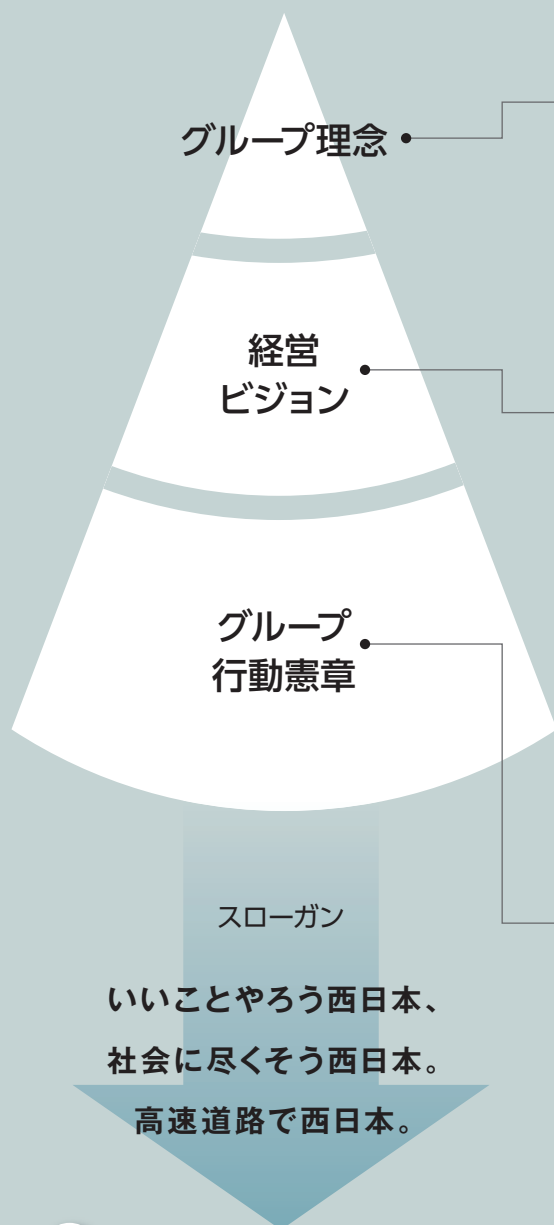 グループ理念
経営
ビジョン
グループ
行動憲章
スローガン
いいことやろう西日本、
社会に尽くそう西日本。
高速道路で西日本。